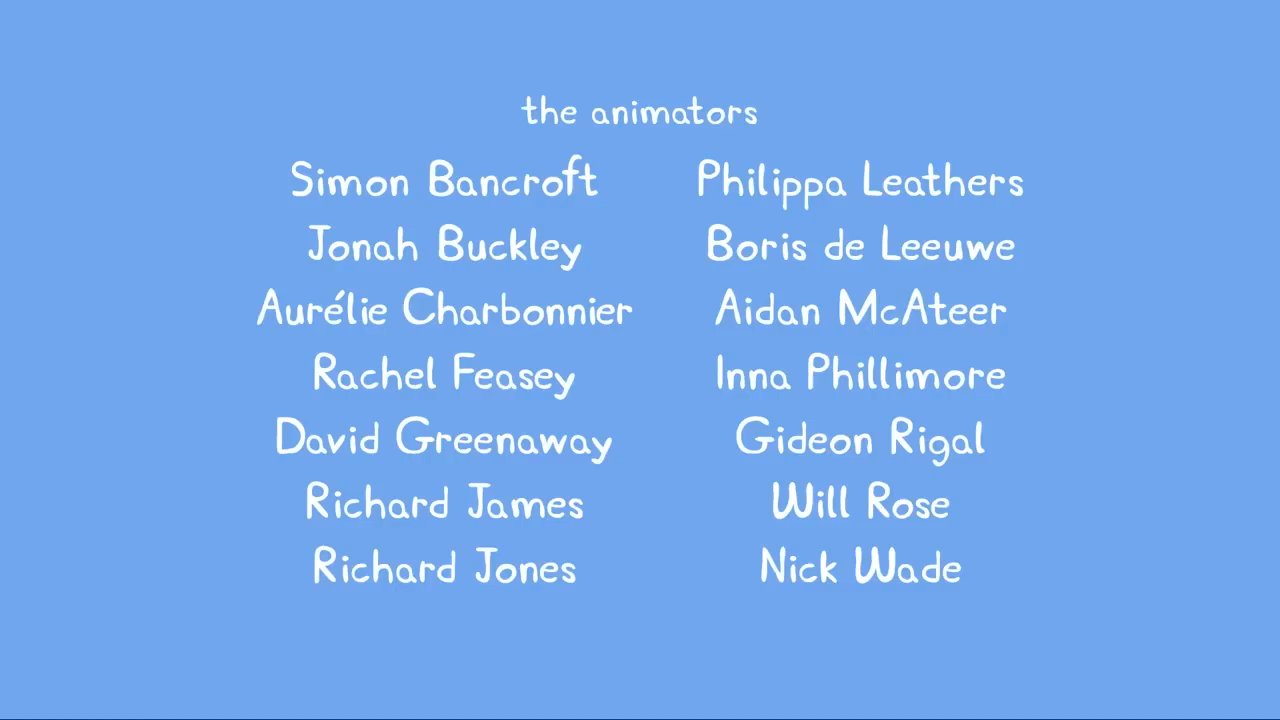 the animators
Simon Bancroft
Jonah Buckley
Aurélie Charbonnier
Rachel Feasey
David Greenaway
Richard James
Richard Jones
Philippa Leathers
Boris de Leeuwe
Aidan McAteer
Inna Phillimore
Gideon Rigal
Will Rose
Nick Wade